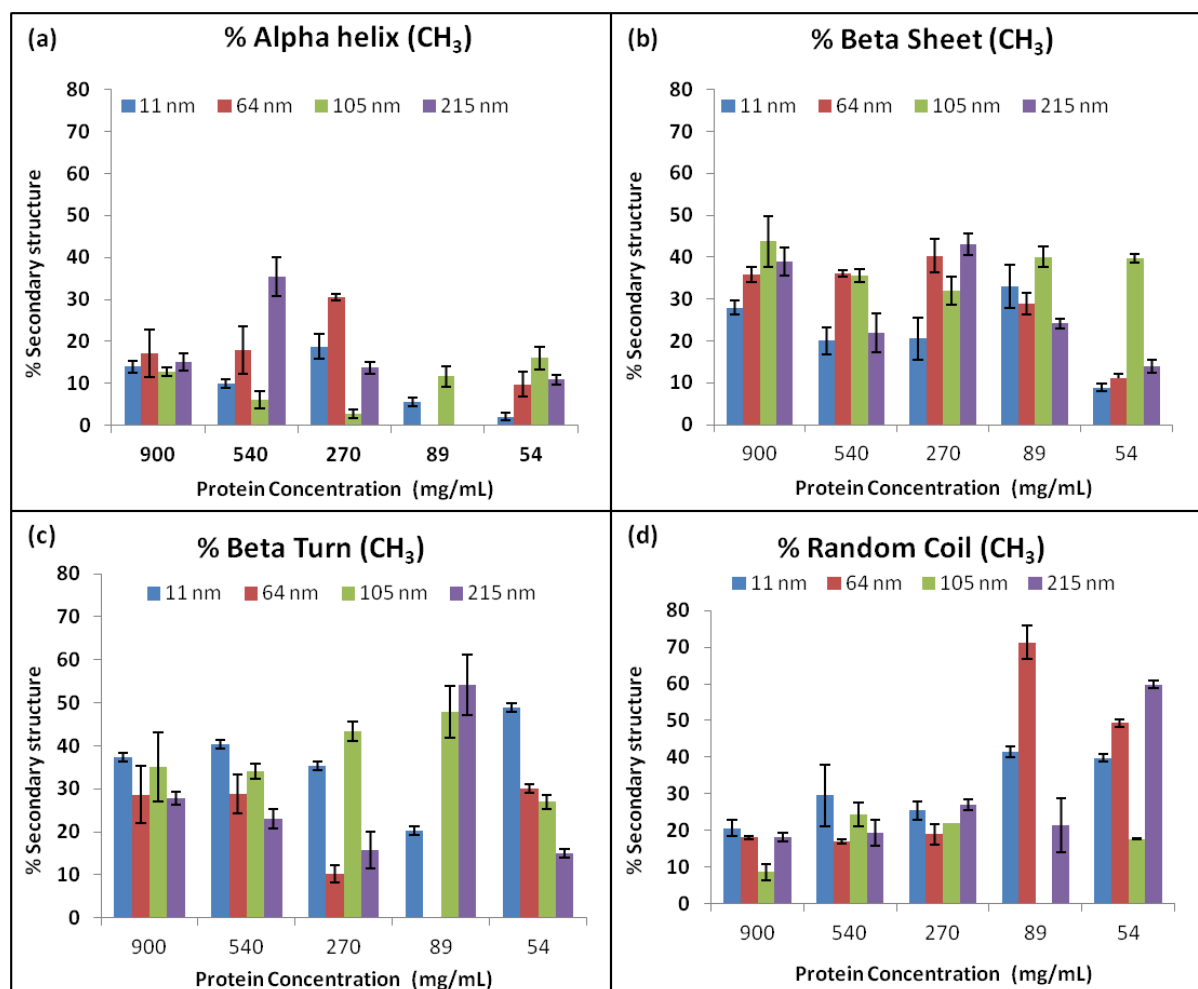 (a) % Alpha helix (CH₃)
11 nm 64 nm 105 nm 215 nm
% Secondary structure
80
70
60
50
40
30
20
10
0
900 540 270 89 54
Protein Concentration (mg/mL)
(b) % Beta Sheet (CH₃)
11 nm 64 nm 105 nm 215 nm
% Secondary structure
80
70
60
50
40
30
20
10
0
900 540 270 89 54
Protein Concentration (mg/mL)
(c) % Beta Turn (CH₃)
11 nm 64 nm 105 nm 215 nm
% Secondary structure
80
70
60
50
40
30
20
10
0
900 540 270 89 54
Protein Concentration (mg/mL)
(d) % Random Coil (CH₃)
11 nm 64 nm 105 nm 215 nm
% Secondary structure
80
70
60
50
40
30
20
10
0
900 540 270 89 54
Protein Concentration (mg/mL)